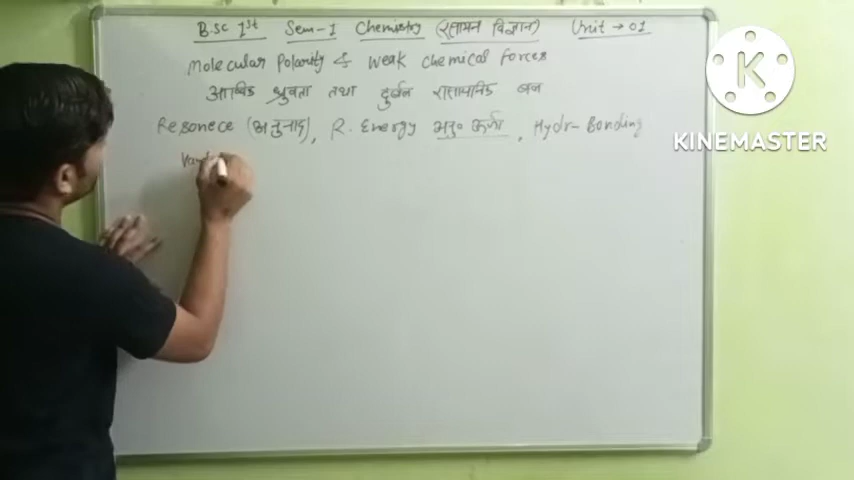 B.sc 1st Sem-1 Chemistry (रसायन विज्ञान) Unit → 01
Molecular Polarity & Weak Chemical Forces
आण्विक ध्रुवता तथा दुर्बल रासायनिक बल
Resonece (अनुनाद), R. Energy अनु० ऊर्जा, Hydr-Bonding
K
KINEMASTER